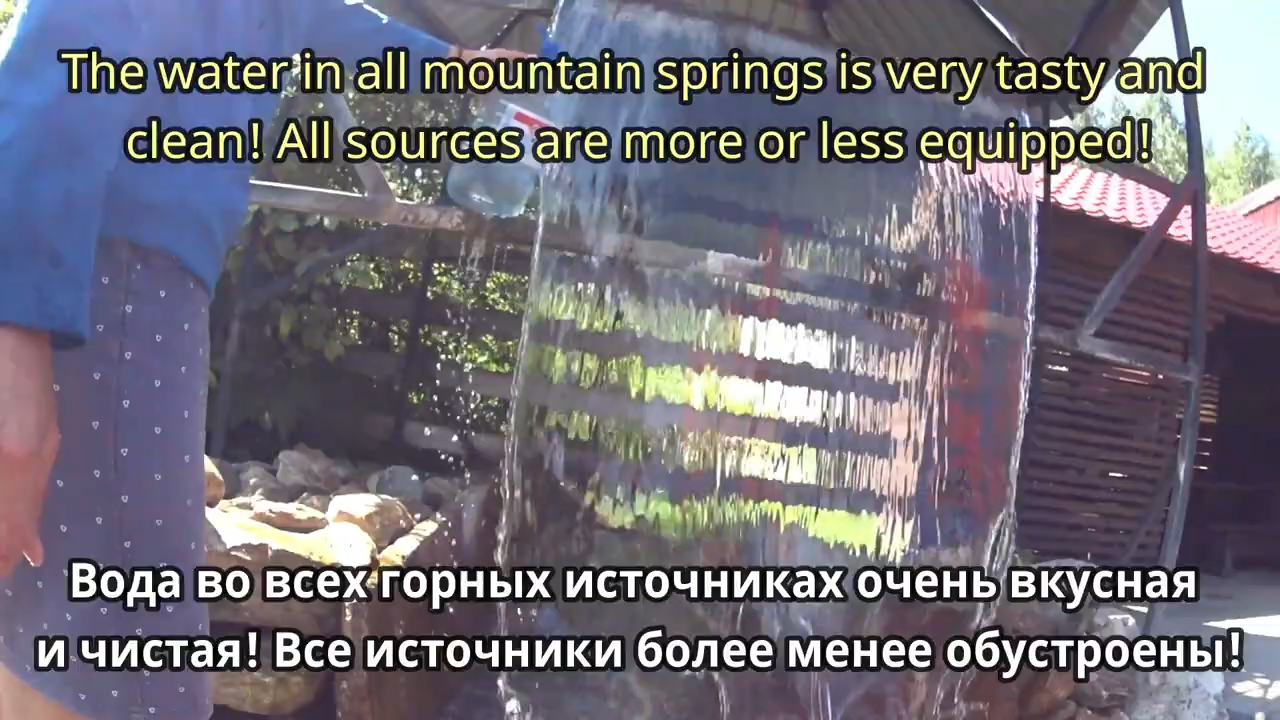 The water in all mountain springs is very tasty and
clean! All sources are more or less equipped!
Вода во всех горных источниках очень вкусная
и чистая! Все источники более менее обустроены!